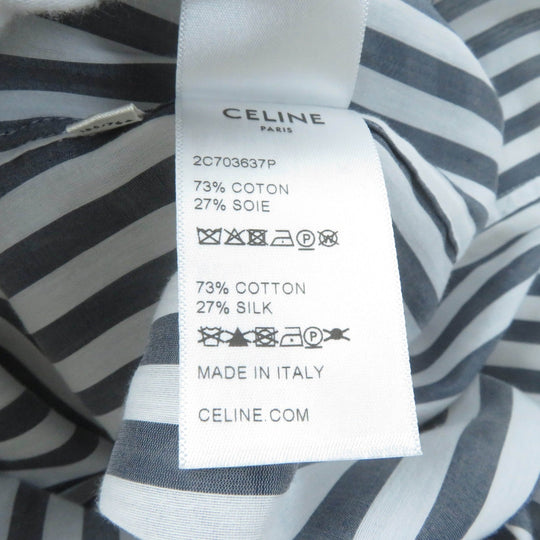 CELINE
PARIS
2C703637P
73% COTON
27% SOIE
P W
73% COTTON
27% SILK
P
MADE IN ITALY
CELINE.COM